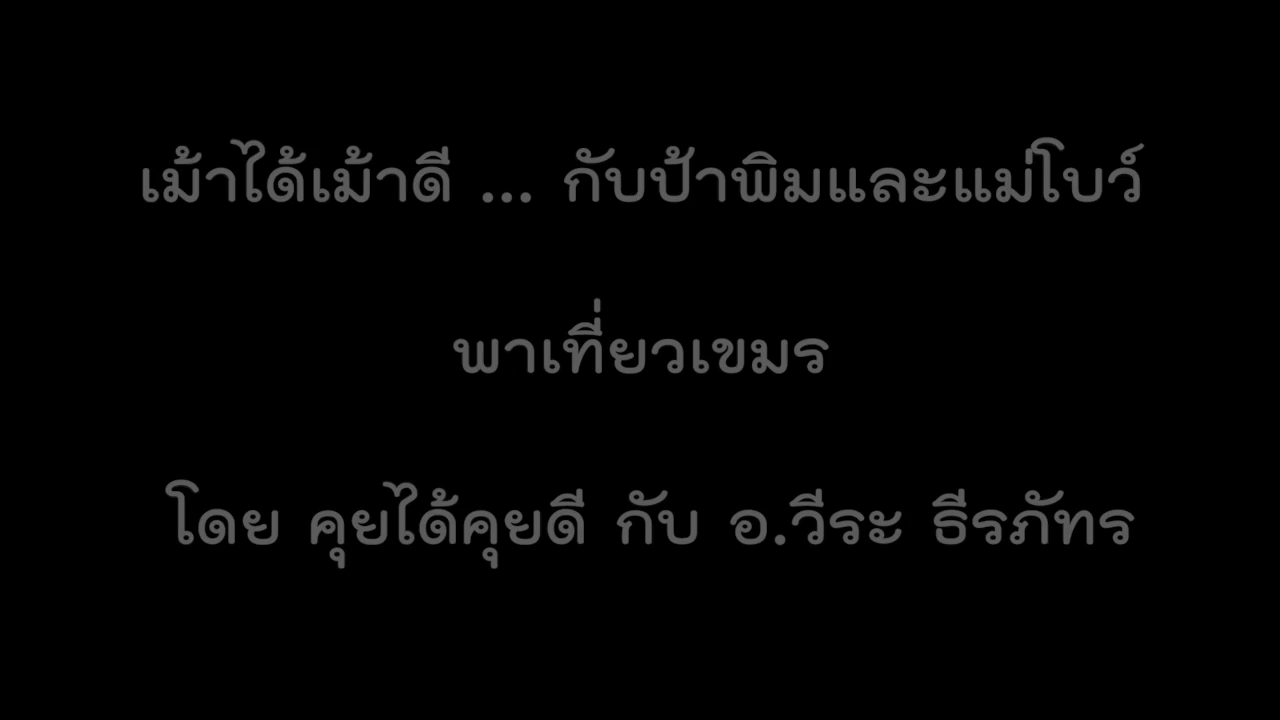 เม้าได้เม้าดี ... กับป้าพิมและแม่โบว์
พาเที่ยวเขมร
โดย คุยได้คุยดี กับ อ.วีระ ธีรภัทร